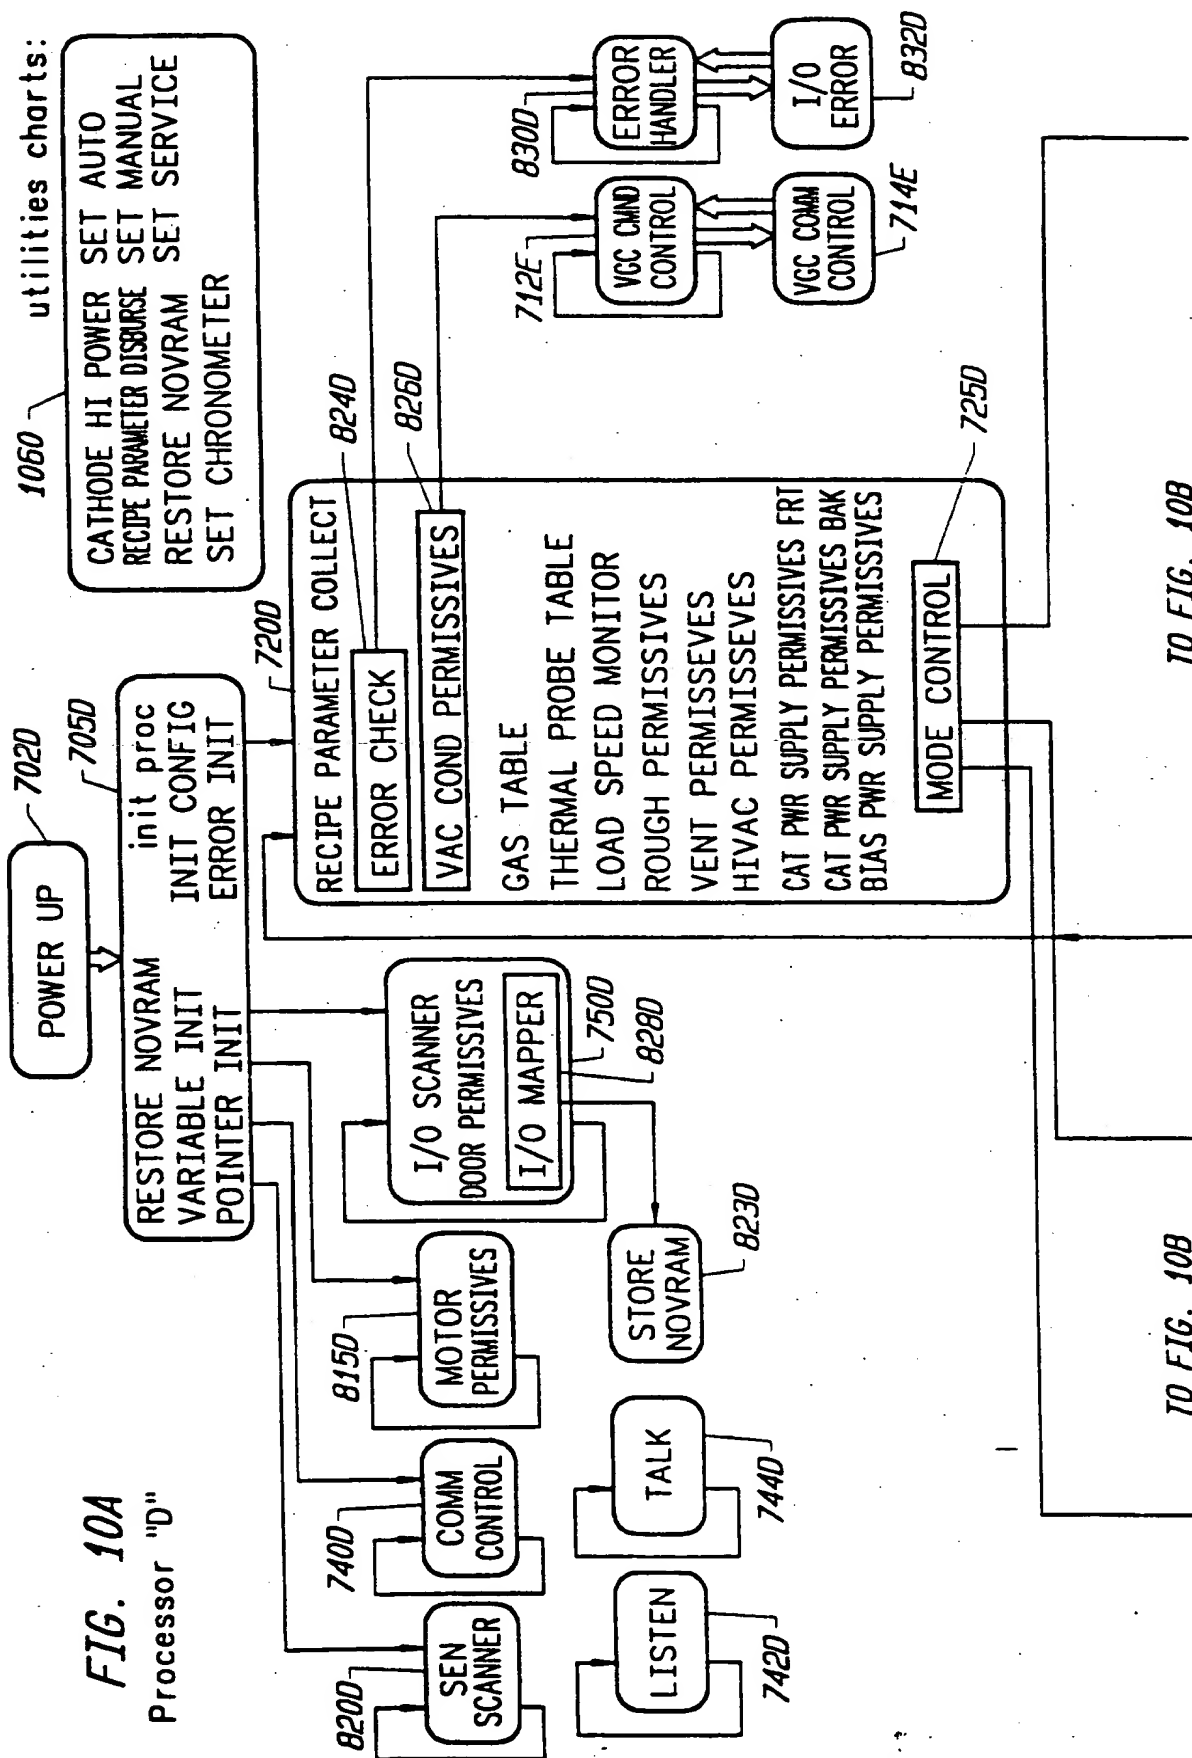 FIG. 10A
Processor "D"
POWER UP
702D
705D
RESTORE NOVRAM
VARIABLE INIT
POINTER INIT
init proc
INIT CONFIG
ERROR INIT
1060
utilities charts:
CATHODE HI POWER SET AUTO
RECIPE PARAMETER DISBURSE SET MANUAL
RESTORE NOVRAM SET SERVICE
SET CHRONOMETER
820D
SEN
SCANNER
740D
COMM
CONTROL
815D
MOTOR
PERMISSIVES
I/O SCANNER
DOOR PERMISSIVES
I/O MAPPER
750D
828D
LISTEN
742D
TALK
744D
STORE
NOVRAM
823D
720D
RECIPE PARAMETER COLLECT
ERROR CHECK
824D
VAC COND PERMISSIVES
826D
GAS TABLE
THERMAL PROBE TABLE
LOAD SPEED MONITOR
ROUGH PERMISSIVES
VENT PERMISSEVES
HIVAC PERMISSEVES
CAT PWR SUPPLY PERMISSIVES FRT
CAT PWR SUPPLY PERMISSIVES BAK
BIAS PWR SUPPLY PERMISSIVES
MODE CONTROL
725D
712E
VGC CMND
CONTROL
VGC COMM
CONTROL
714E
830D
ERROR
HANDLER
I/O
ERROR
832D
TO FIG. 10B
TO FIG. 10B